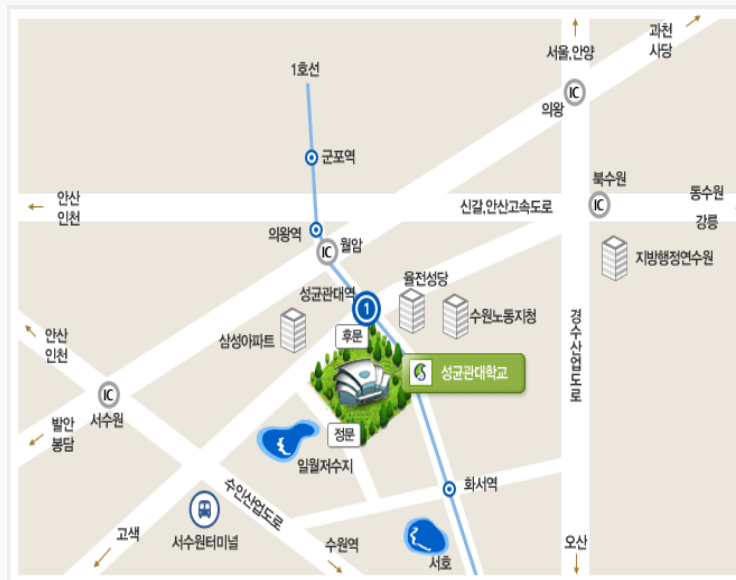 과천
사당
서울,안양
1호선
IC
의왕
군포역
북수원
IC
안산
인천
신갈,안산고속도로
동수원
강릉
의왕역
IC
월암
지방행정연수원
율전성당
성균관대역
1
수원노동지청
경수산업도로
안산
인천
삼성아파트
후문
성균관대학교
IC
서수원
발안
봉담
정문
일월저수지
화서역
수인산업도로
고색
서수원터미널
수원역
서호
오산